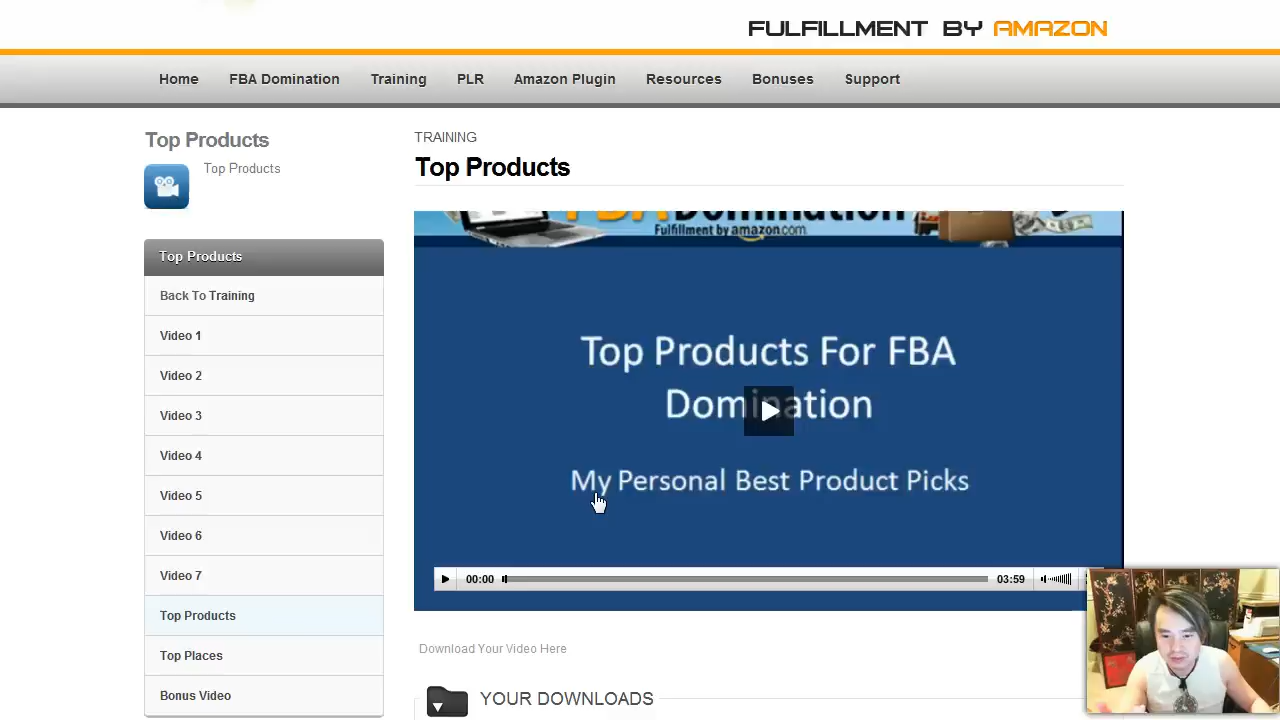 FULFILLMENT BY AMAZON
Home FBA Domination Training PLR Amazon Plugin Resources Bonuses Support
Top Products
Top Products
Top Products
Back To Training
Video 1
Video 2
Video 3
Video 4
Video 5
Video 6
Video 7
Top Products
Top Places
Bonus Video
TRAINING
Top Products
FBA Domination
Fulfillment by amazon.com
Top Products For FBA
Domination
My Personal Best Product Picks
00:00 03:59
Download Your Video Here
YOUR DOWNLOADS